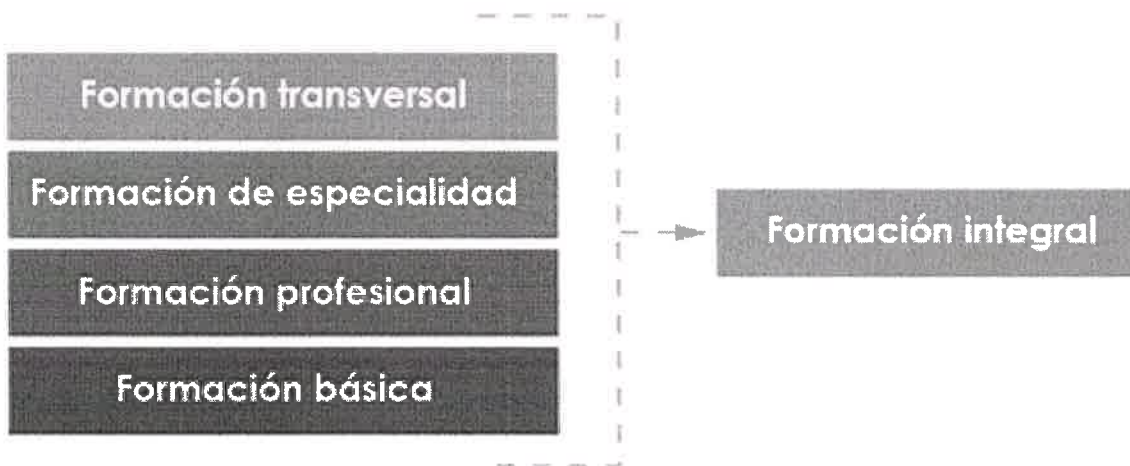 Formación transversal
Formación de especialidad
Formación profesional
Formación básica
Formación integral